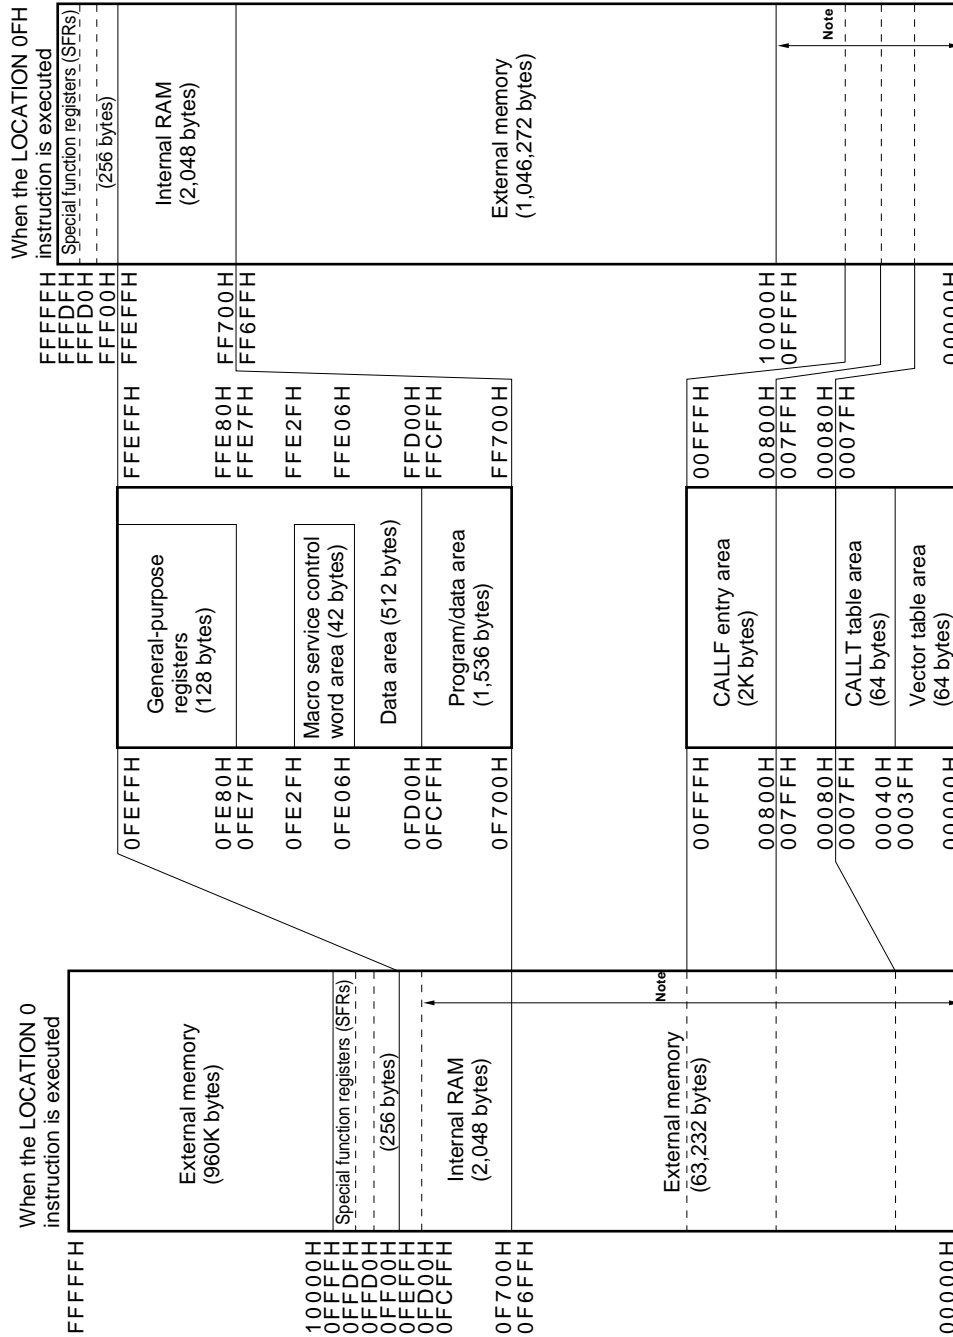 When the LOCATION 0
instruction is executed
FFFFFH
10000H
0FFFFH
0FFDFH
0FFD0H
0FF00H
0FEFFH
0FD00H
0FCFFH
0F700H
0F6FFH
00000H
External memory
(960K bytes)
Special function registers (SFRs)
(256 bytes)
Internal RAM
(2,048 bytes)
External memory
(63,232 bytes)
Note
0FEFFH
0FE80H
0FE7FH
0FE2FH
0FE06H
0FD00H
0FCFFH
0F700H
00FFFH
00800H
007FFH
00080H
0007FH
00040H
0003FH
00000H
General-purpose
registers
(128 bytes)
Macro service control
word area (42 bytes)
Data area (512 bytes)
Program/data area
(1,536 bytes)
CALLF entry area
(2K bytes)
CALLT table area
(64 bytes)
Vector table area
(64 bytes)
FFEFFH
FFE80H
FFE7FH
FFE2FH
FFE06H
FFD00H
FFCFFH
FF700H
00FFFH
00800H
007FFH
00080H
0007FH
When the LOCATION 0FH
instruction is executed
FFFFFH
FFFDFH
FFFD0H
FFF00H
FFEFFH
FF700H
FF6FFH
10000H
0FFFFH
00000H
Special function registers (SFRs)
(256 bytes)
Internal RAM
(2,048 bytes)
External memory
(1,046,272 bytes)
Note